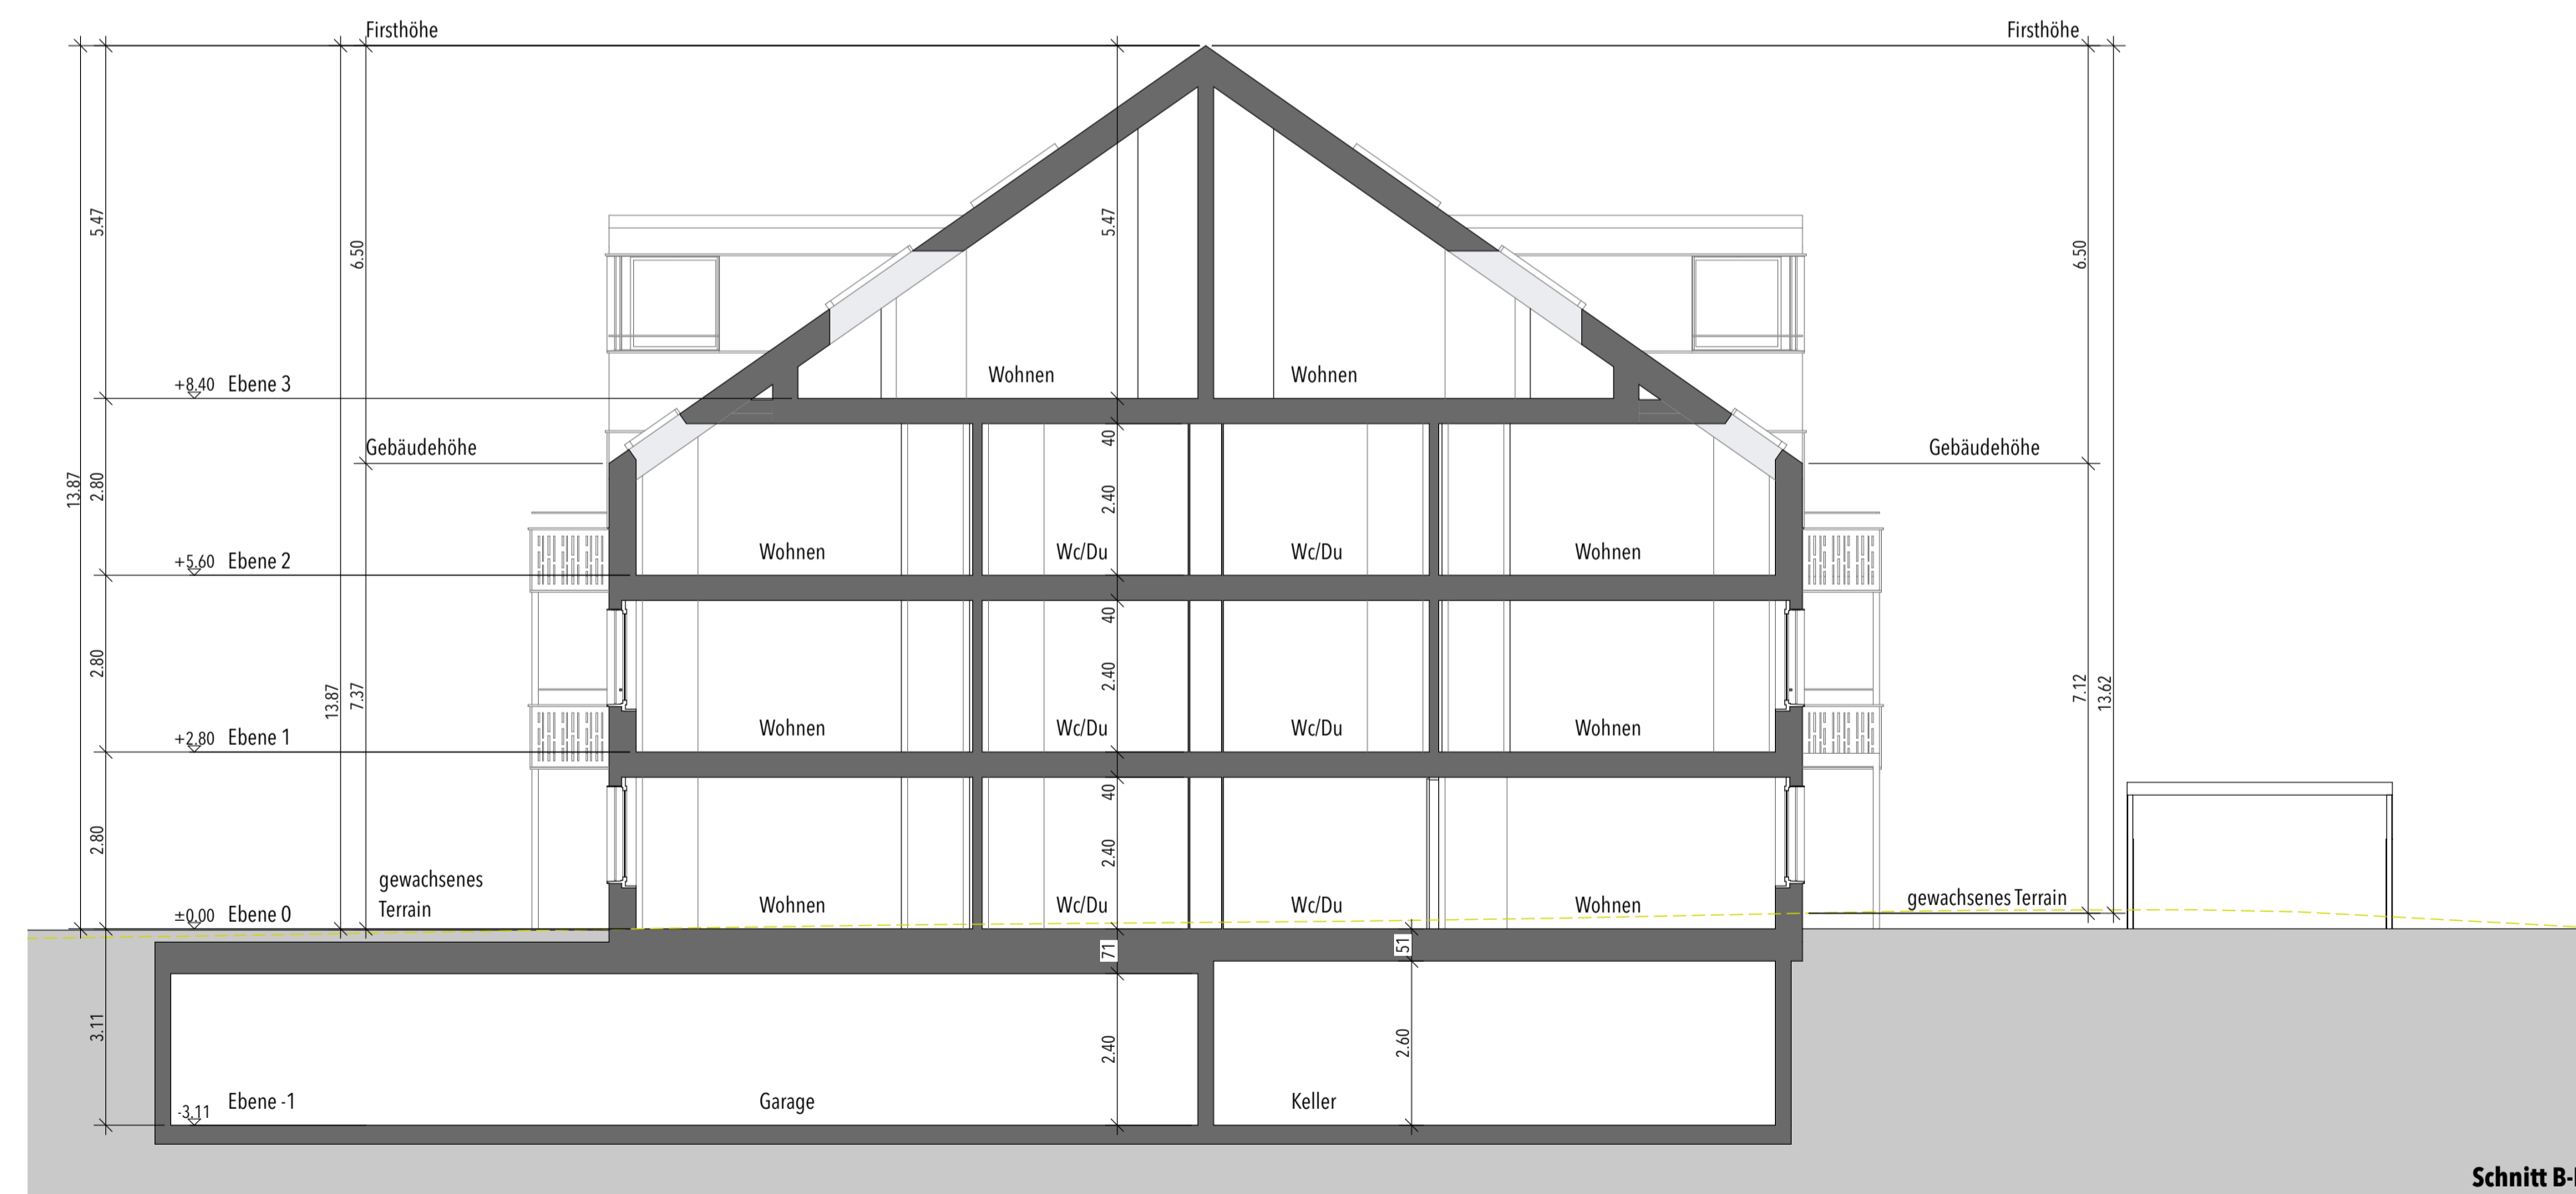 Firsthöhe
Firsthöhe
5.47
6.50
5.47
6.50
Wohnen
Wohnen
+8.40 Ebene 3
Gebäudehöhe
Gebäudehöhe
40
13.87
2.80
2.40
+5.60 Ebene 2
Wohnen
Wc/Du
Wc/Du
Wohnen
40
2.80
2.40
13.87
7.37
7.12
13.62
+2.80 Ebene 1
Wohnen
Wc/Du
Wc/Du
Wohnen
40
2.80
2.40
gewachsenes
Terrain
±0.00 Ebene 0
Wohnen
Wc/Du
Wc/Du
Wohnen
gewachsenes Terrain
71
51
3.11
2.40
2.60
-3.11 Ebene -1
Garage
Keller
Schnitt B-